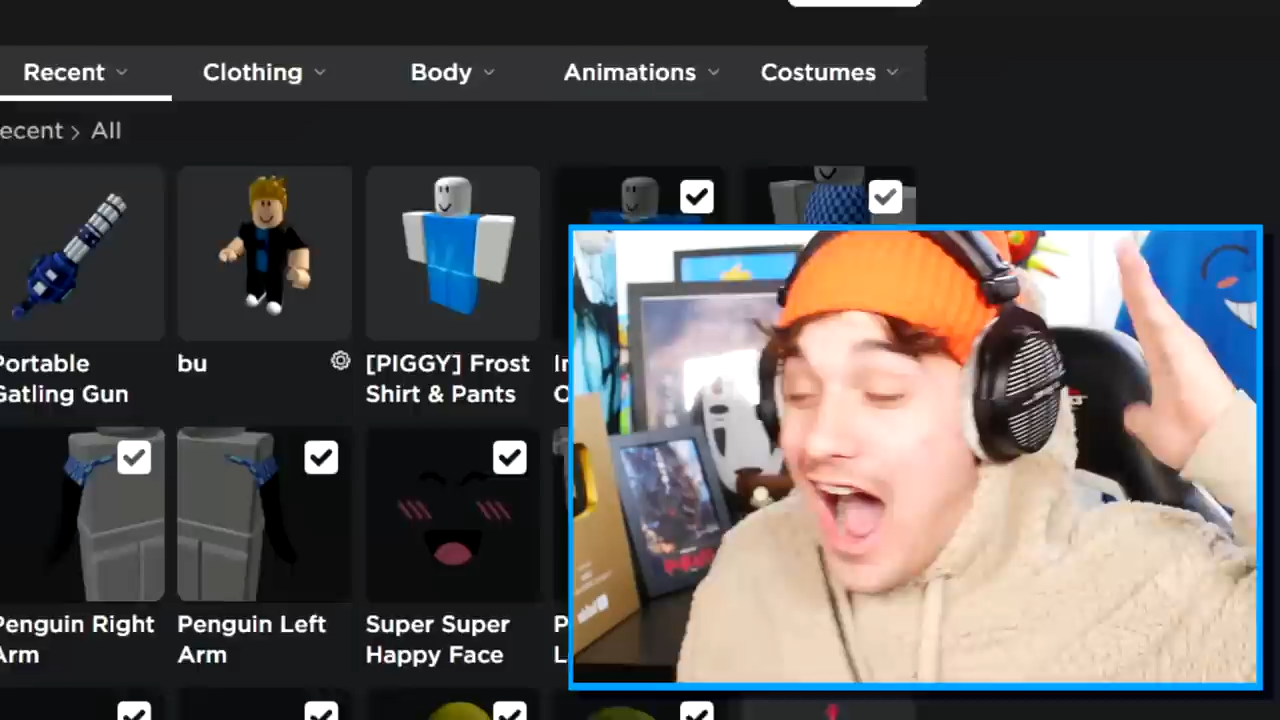 Recent
Clothing
Body
Animations
Costumes
ecent > All
Portable
Gatling Gun
bu
[PIGGY] Frost
Shirt & Pants
Penguin Right
Arm
Penguin Left
Arm
Super Super
Happy Face